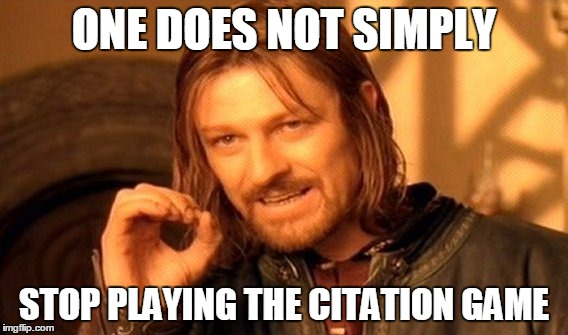 ONE DOES NOT SIMPLY
STOP PLAYING THE CITATION GAME
imgflip.com